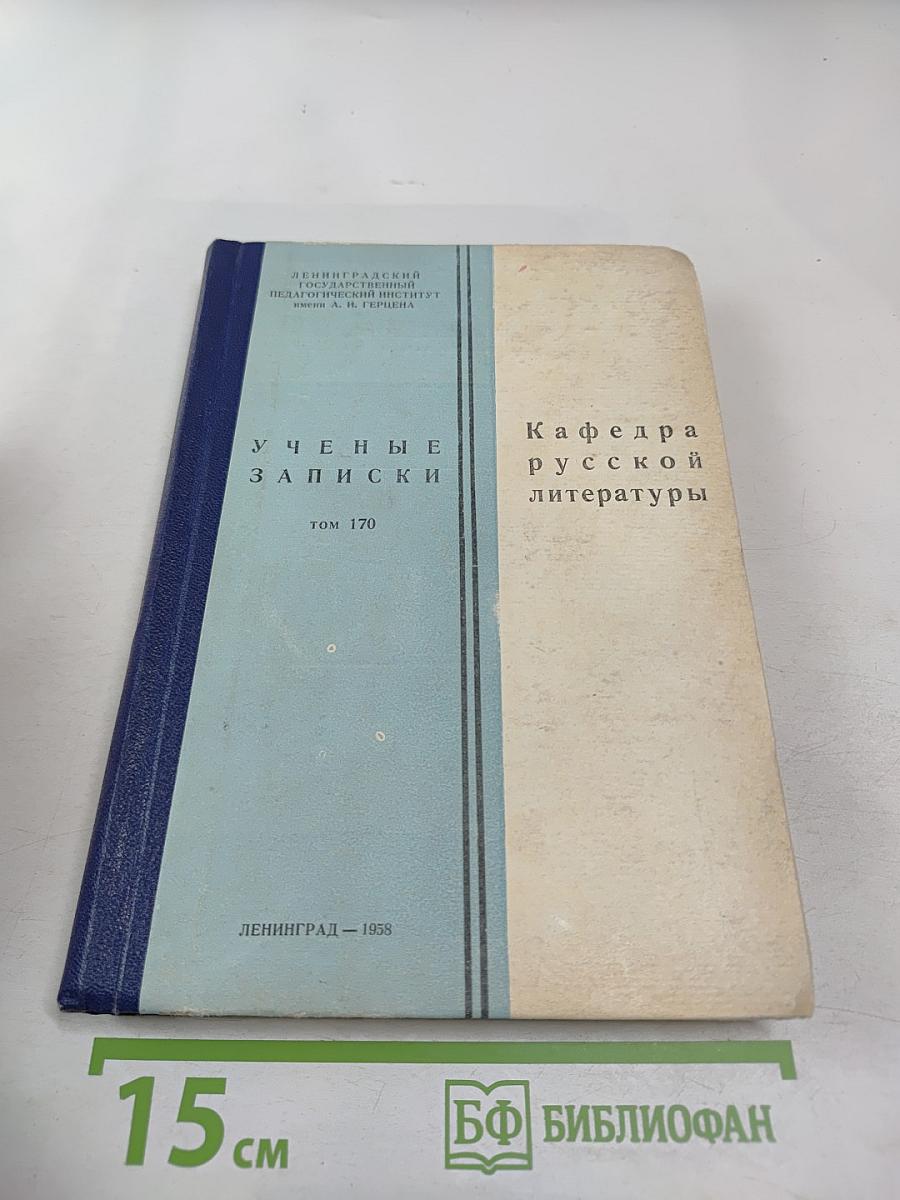 ЛЕНИНГРАДСКИЙ
ГОСУДАРСТВЕННЫЙ
ПЕДАГОГИЧЕСКИЙ ИНСТИТУТ
имени А. И. ГЕРЦЕНА
УЧЕНЫЕ
ЗАПИСКИ
том 170
ЛЕНИНГРАД — 1958
Кафедра
русской
литературы
15 см
БФ БИБЛИОФАН